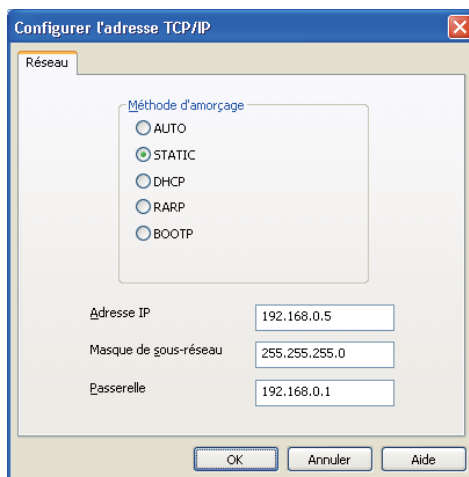 Configurer l'adresse TCP/IP
Réseau
Méthode d'amorçage
AUTO
STATIC
DHCP
RARP
BOOTP
Adresse IP 192.168.0.5
Masque de sous-réseau 255.255.255.0
Passerelle 192.168.0.1
OK Annuler Aide